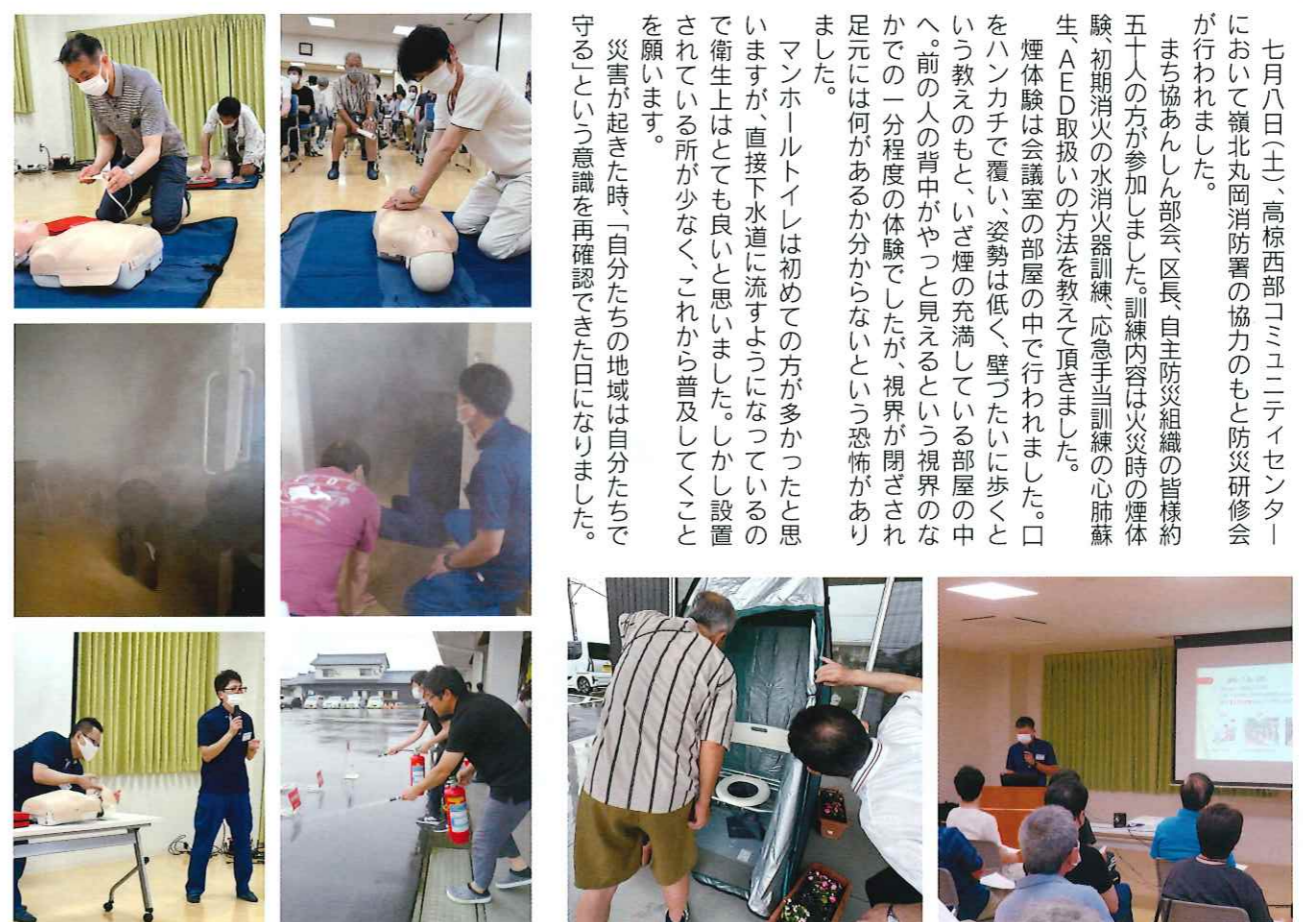 七月八日(土)、高椋西部コミュニティセンター
において嶺北丸岡消防署の協力のもと防災研修会
が行われました。
まち協あんしん部会、区長、自主防災組織の皆様約
五十人の方が参加しました。訓練内容は火災時の煙体
験、初期消火の水消火器訓練、応急手当訓練の心肺蘇
生、AED取扱いの方法を教えて頂きました。
煙体験は会議室の部屋の中で行われました。口
をハンカチで覆い、姿勢は低く、壁づたいに歩くと
いう教えのもと、いざ煙の充満している部屋の中
へ。前の人の背中がやっと見えるという視界のな
かでの一分程度の体験でしたが、視界が閉ざされ
足元には何があるか分からないという恐怖があり
ました。
マンホールトイレは初めての方が多かったと思
いますが、直接下水道に流すようになっているの
で衛生上はとても良いと思いました。しかし設置
されている所が少なく、これから普及してくこと
を願います。
災害が起きた時、「自分たちの地域は自分たちで
守る」という意識を再確認できた日になりました。